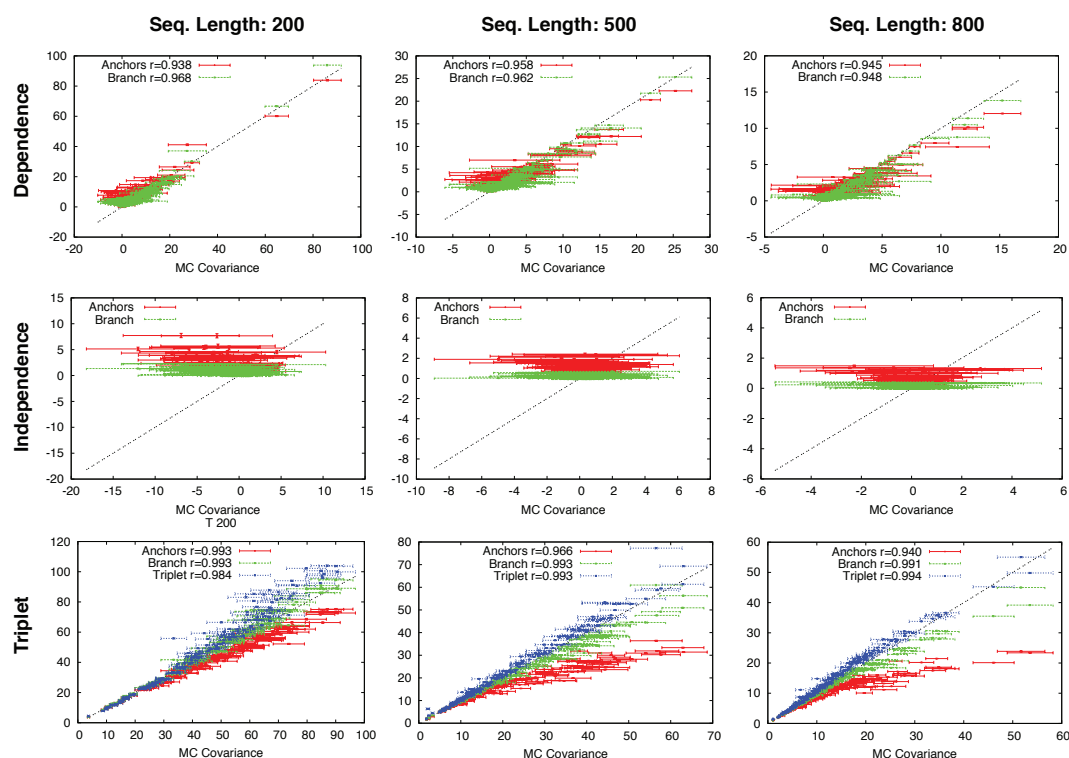 Seq. Length: 200
Seq. Length: 500
Seq. Length: 800
Dependence
100
80
60
40
20
0
-20
Anchors r=0.938
Branch r=0.968
-20 0 20 40 60 80 100
MC Covariance
30
25
20
15
10
5
0
-5
-10
Anchors r=0.958
Branch r=0.962
-10 -5 0 5 10 15 20 25 30
MC Covariance
20
15
10
5
0
-5
Anchors r=0.945
Branch r=0.948
-5 0 5 10 15 20
MC Covariance
Independence
15
10
5
0
-5
-10
-15
-20
Anchors
Branch
-20 -15 -10 -5 0 5 10 15
MC Covariance
T 200
8
6
4
2
0
-2
-4
-6
-8
-10
Anchors
Branch
-10 -8 -6 -4 -2 0 2 4 6 8
MC Covariance
6
4
2
0
-2
-4
-6
Anchors
Branch
-6 -4 -2 0 2 4 6
MC Covariance
Triplet
120
100
80
60
40
20
0
Anchors r=0.993
Branch r=0.993
Triplet r=0.984
0 10 20 30 40 50 60 70 80 90 100
MC Covariance
80
70
60
50
40
30
20
10
0
Anchors r=0.966
Branch r=0.993
Triplet r=0.993
0 10 20 30 40 50 60 70
MC Covariance
60
50
40
30
20
10
0
Anchors r=0.940
Branch r=0.991
Triplet r=0.994
0 10 20 30 40 50 60
MC Covariance